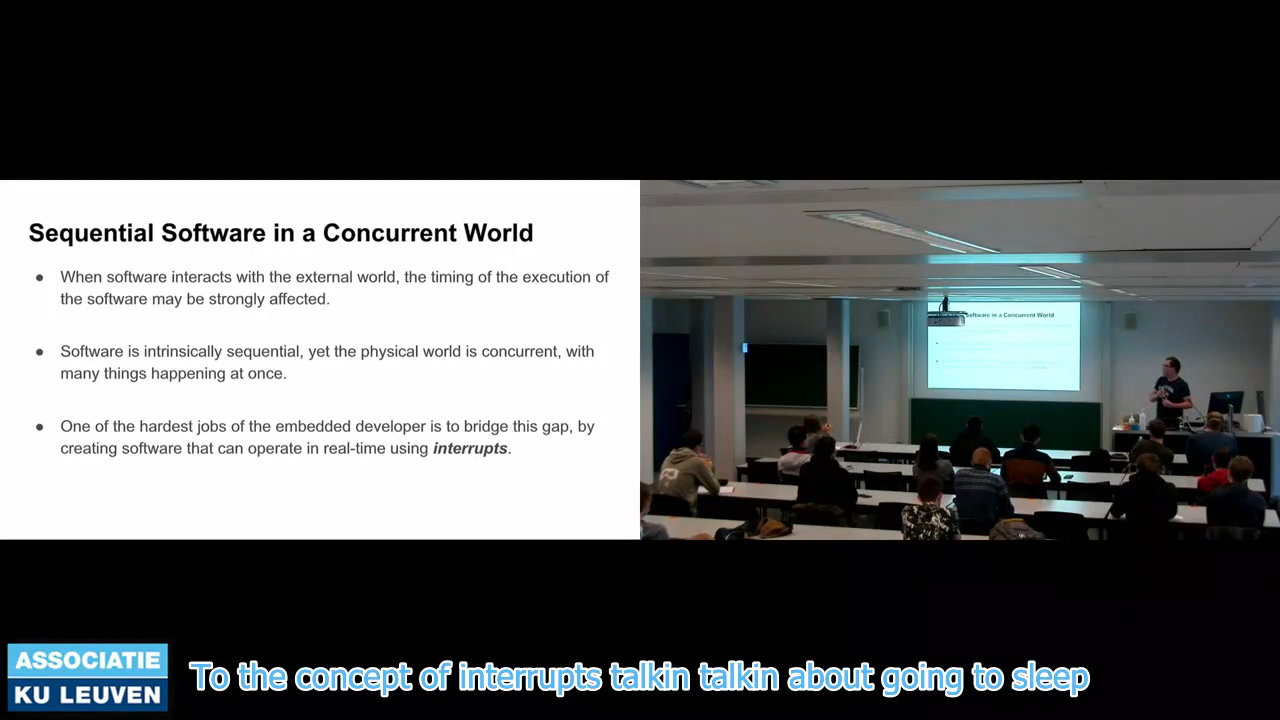 Sequential Software in a Concurrent World
● When software interacts with the external world, the timing of the execution of
the software may be strongly affected.
● Software is intrinsically sequential, yet the physical world is concurrent, with
many things happening at once.
● One of the hardest jobs of the embedded developer is to bridge this gap, by
creating software that can operate in real-time using interrupts.
Software in a Concurrent World
ASSOCIATIE
KU LEUVEN
To the concept of interrupts talkin talkin about going to sleep